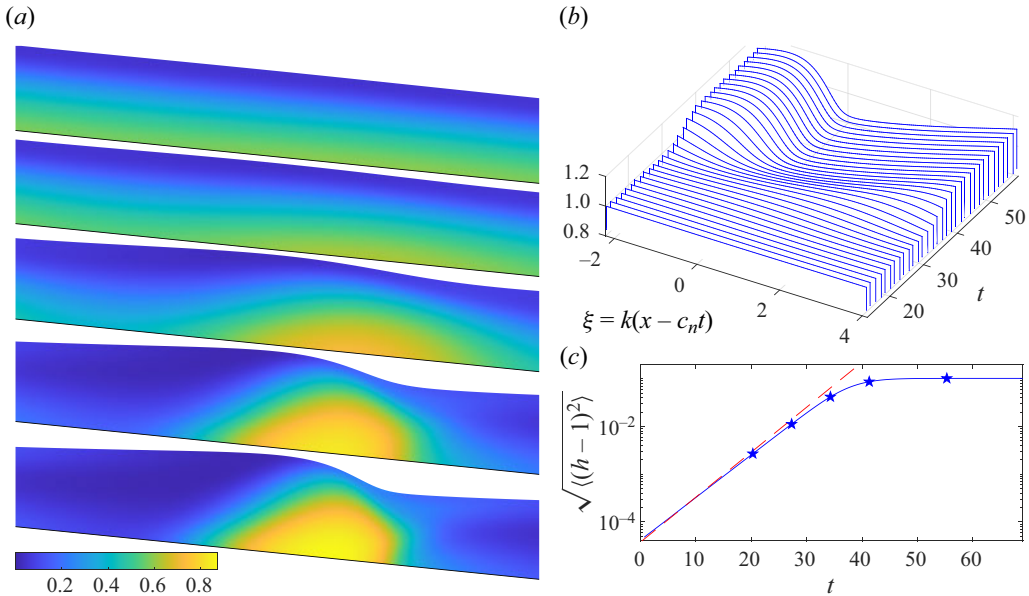 (a)
0.2 0.4 0.6 0.8
(b)
1.2
1.0
0.8
–2 0 2 4
20 30 40 50
t
ξ = k(x – cₙt)
(c)
√⟨(h – 1)²⟩
10⁻²
10⁻⁴
0 10 20 30 40 50 60
t